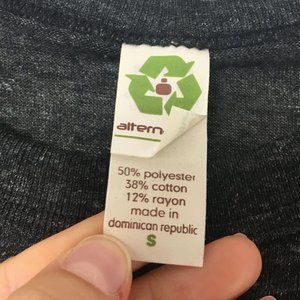 altern
50% polyester
38% cotton
12% rayon
made in
dominican republic
S